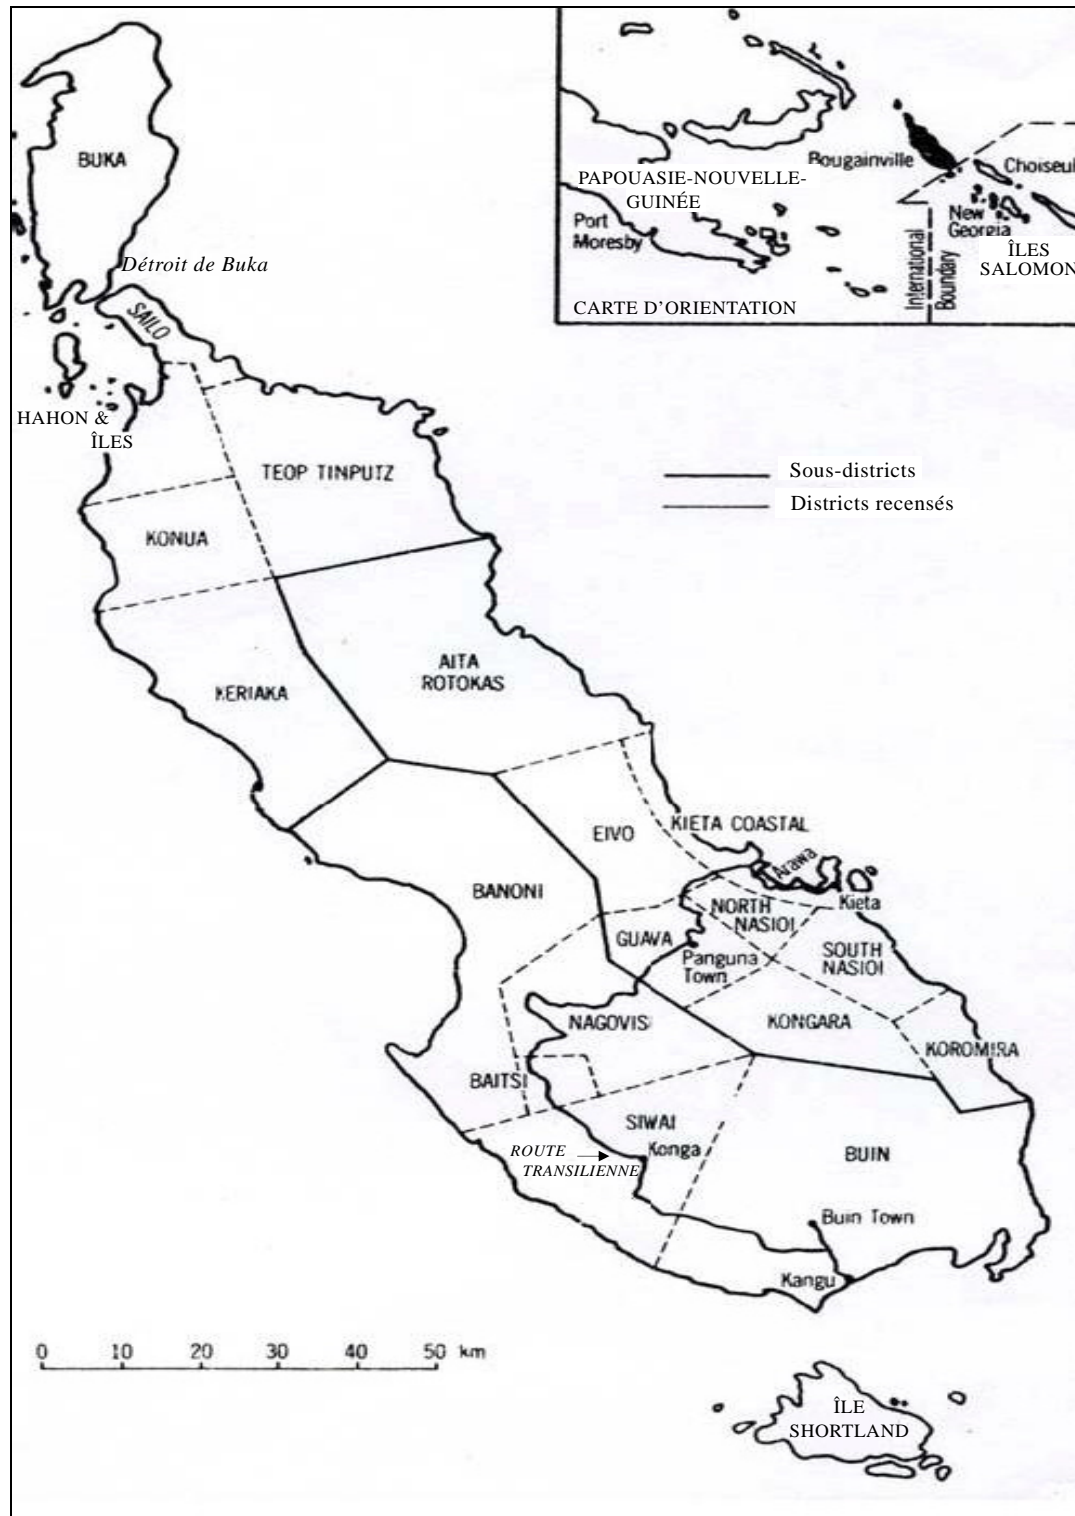 BUKA
Détroit de Buka
SAILO
HAHON &
ÎLES
TEOP TINPUTZ
KONUA
KERIAKA
AITA
ROTOKAS
EIVO
KIETA COASTAL
Arawa
Kieta
BANONI
GUAVA
NORTH
NASIOI
Panguna
Town
SOUTH
NASIOI
NAGOVISI
KONGARA
KOROMIRA
BAITSI
SIWAI
Konga
ROUTE
TRANSILIENNE
BUIN
Buin Town
Kangu
ÎLE
SHORTLAND
0 10 20 30 40 50 km
Sous-districts
Districts recensés
Bougainville
Choiseul
PAPOUASIE-NOUVELLE-
GUINÉE
Port
Moresby
New
Georgia
ÎLES
SALOMON
International
Boundary
CARTE D'ORIENTATION